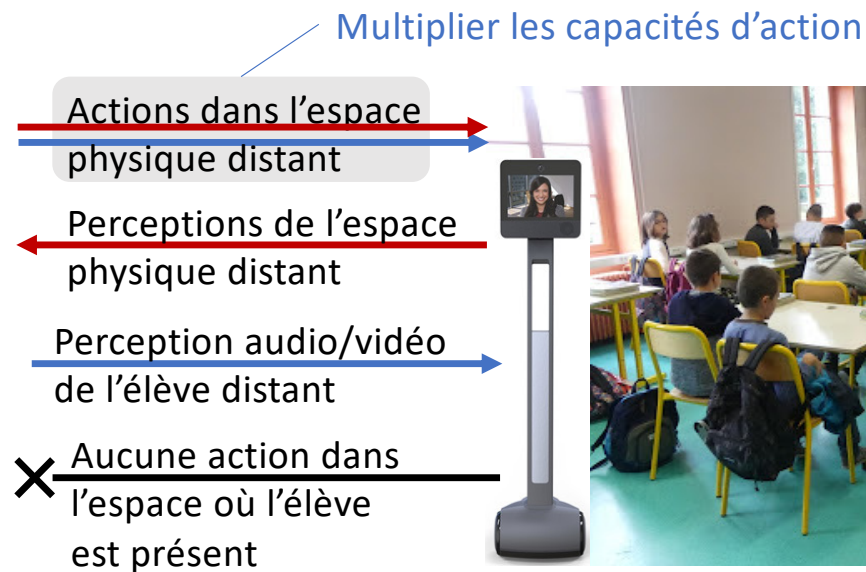 Multiplier les capacités d’action
Actions dans l’espace
physique distant
Perceptions de l’espace
physique distant
Perception audio/vidéo
de l’élève distant
Aucune action dans
l’espace où l’élève
est présent